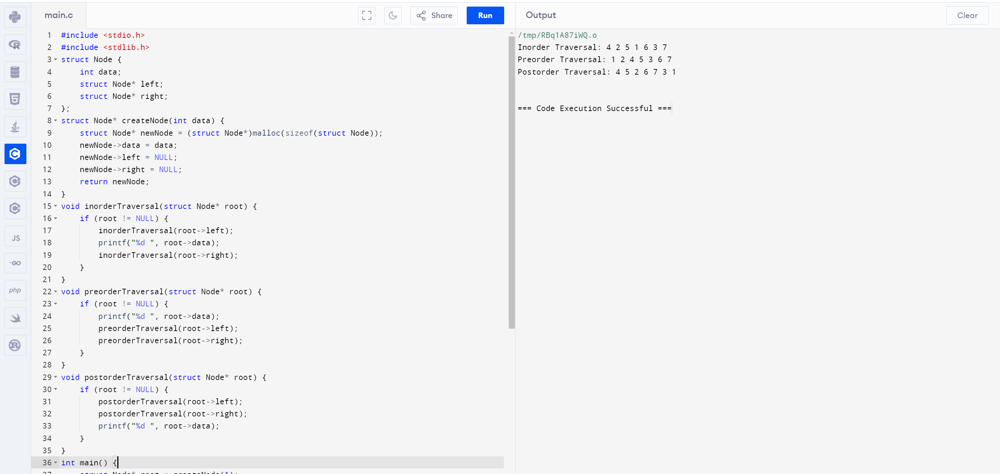 main.c
Share
Run
Output
Clear
1 #include <stdio.h>
2 #include <stdlib.h>
3 struct Node {
4     int data;
5     struct Node* left;
6     struct Node* right;
7 };
8 struct Node* createNode(int data) {
9     struct Node* newNode = (struct Node*)malloc(sizeof(struct Node));
10     newNode->data = data;
11     newNode->left = NULL;
12     newNode->right = NULL;
13     return newNode;
14 }
15 void inorderTraversal(struct Node* root) {
16     if (root != NULL) {
17         inorderTraversal(root->left);
18         printf("%d ", root->data);
19         inorderTraversal(root->right);
20     }
21 }
22 void preorderTraversal(struct Node* root) {
23     if (root != NULL) {
24         printf("%d ", root->data);
25         preorderTraversal(root->left);
26         preorderTraversal(root->right);
27     }
28 }
29 void postorderTraversal(struct Node* root) {
30     if (root != NULL) {
31         postorderTraversal(root->left);
32         postorderTraversal(root->right);
33         printf("%d ", root->data);
34     }
35 }
36 int main() {
37     struct Node* root = createNode(1);
/tmp/RBq1A87iWQ.o
Inorder Traversal: 4 2 5 1 6 3 7
Preorder Traversal: 1 2 4 5 3 6 7
Postorder Traversal: 4 5 2 6 7 3 1
=== Code Execution Successful ===
R
5
C
C
C#
JS
GO
php
R